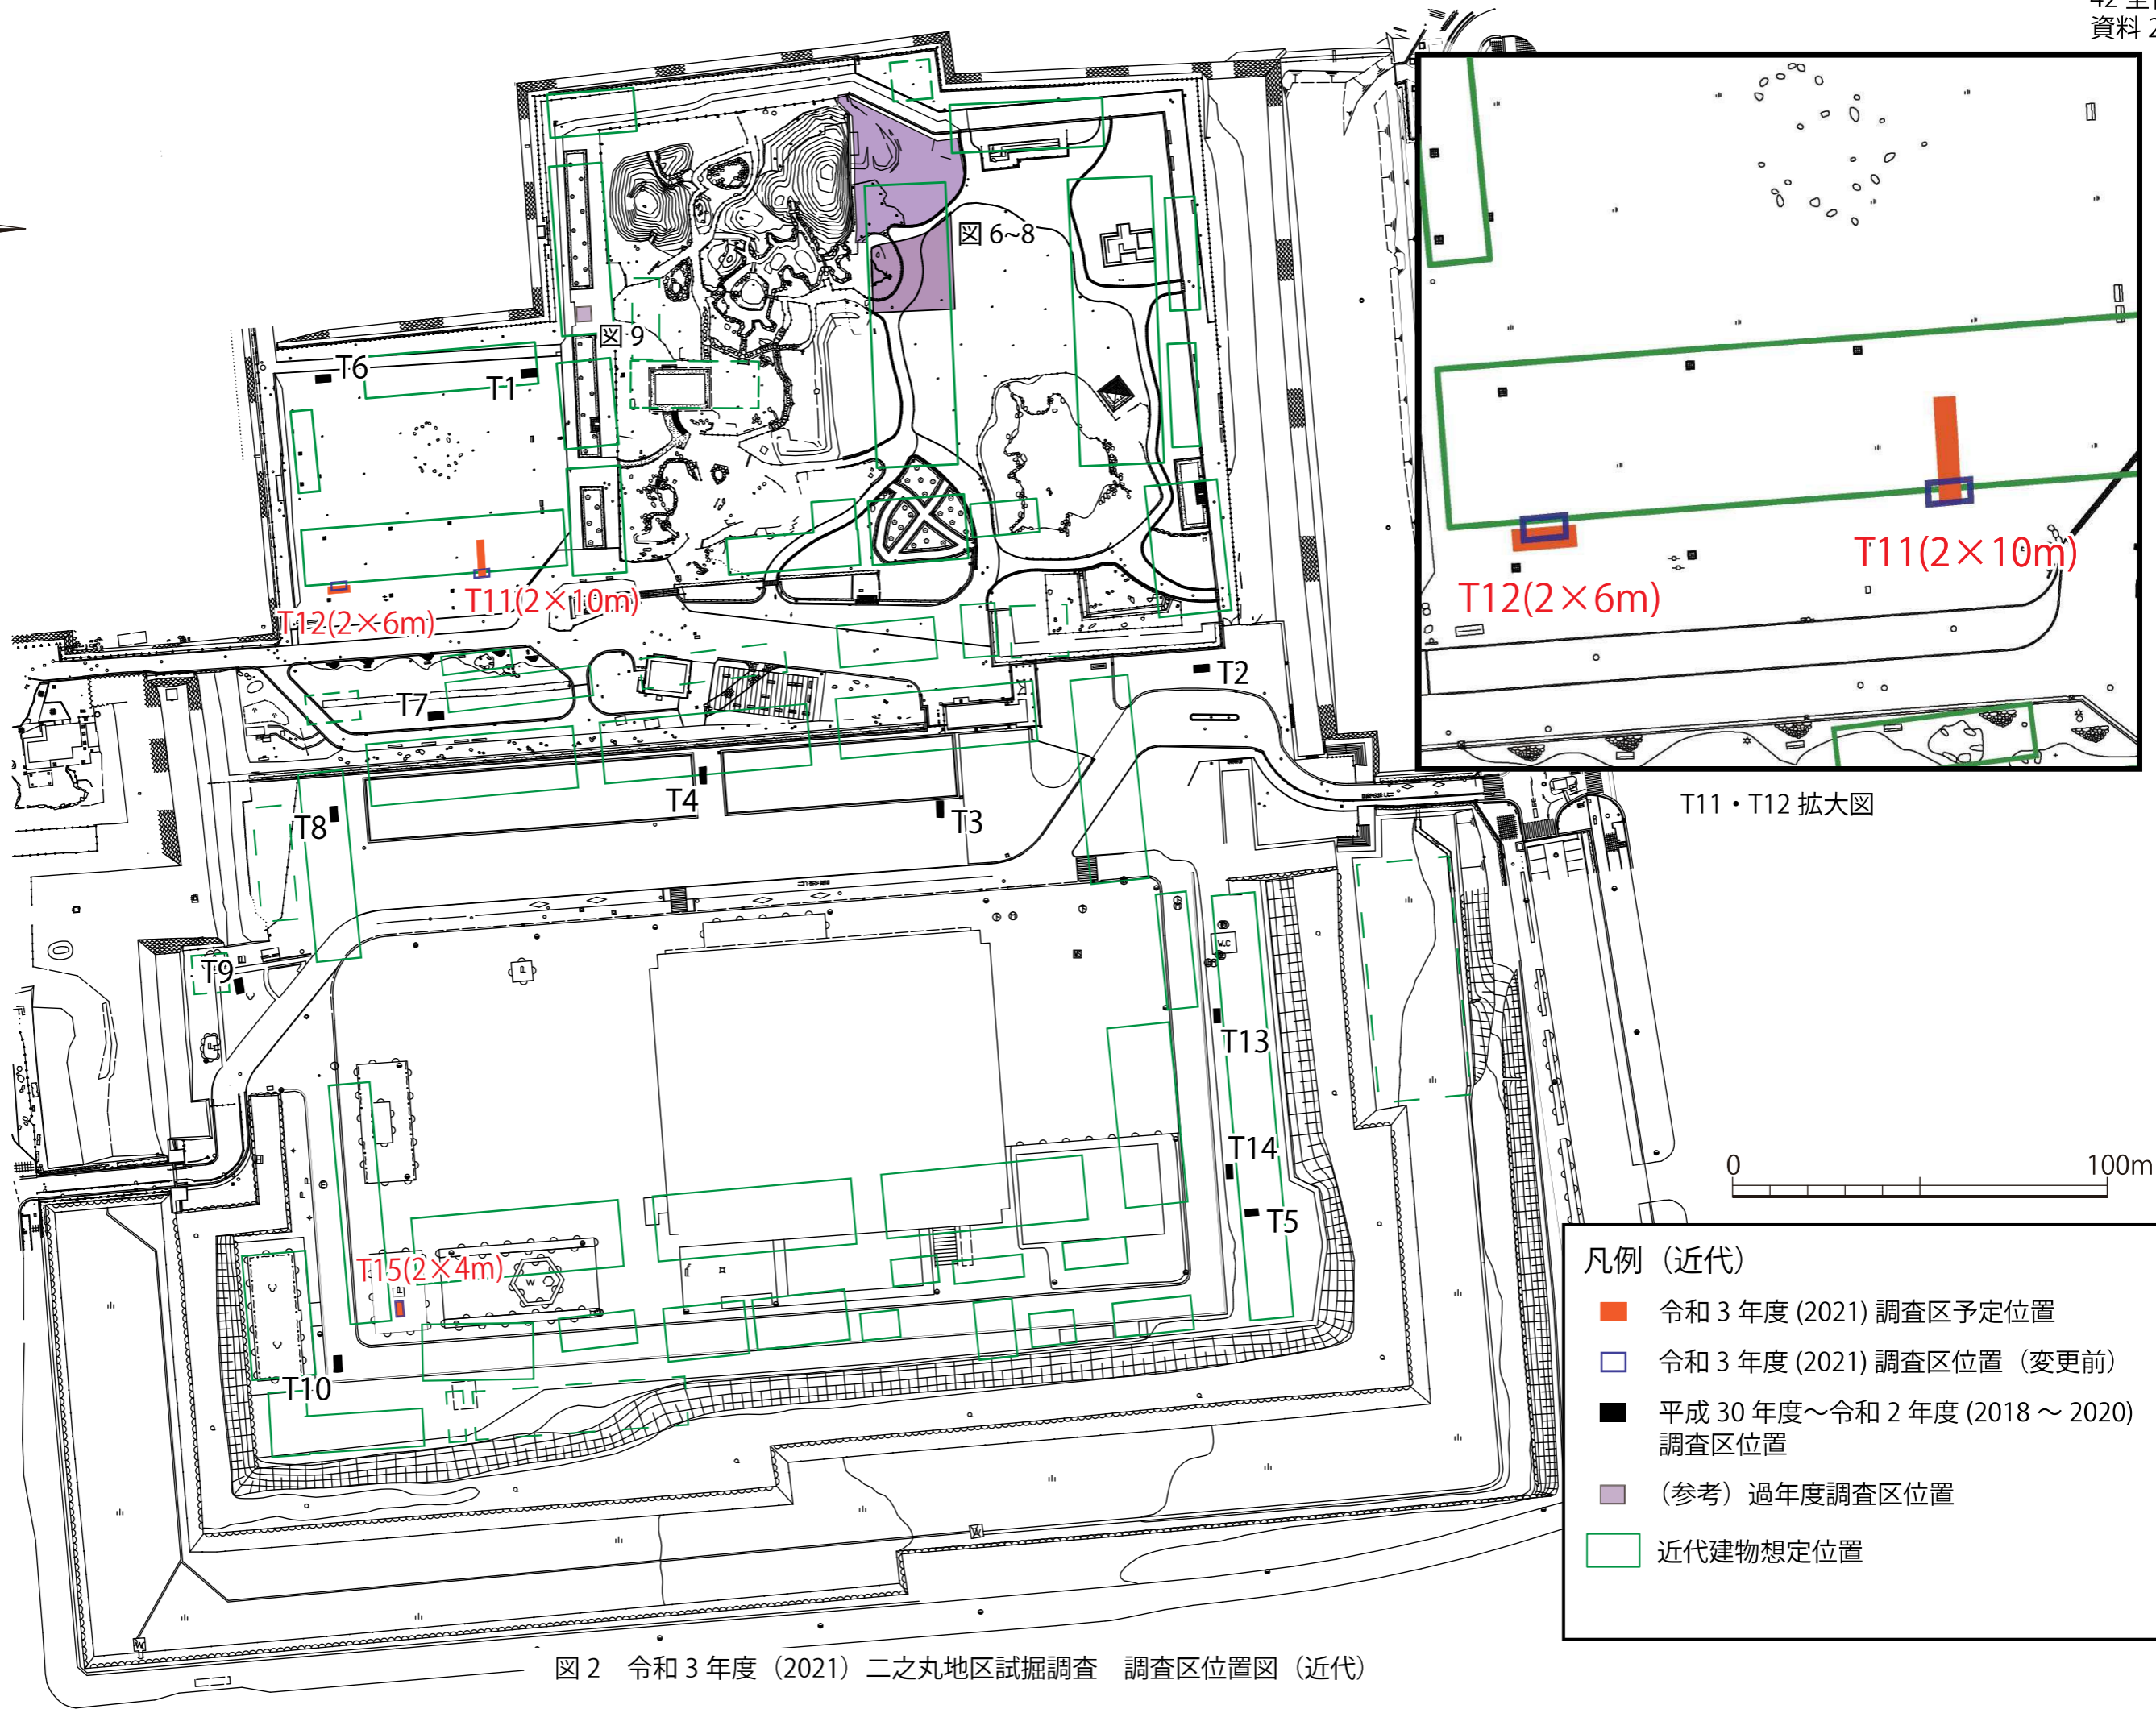 資料 2
図 6~8
図 9
T6
T1
T12(2×6m)
T11(2×10m)
T12(2×6m)
T11(2×10m)
T11・T12 拡大図
T2
T7
T4
T3
T8
T9
W.C
T13
T14
T5
0
100m
T15(2×4m)
W
T10
凡例（近代）
令和 3 年度 (2021) 調査区予定位置
令和 3 年度 (2021) 調査区位置（変更前）
平成 30 年度～令和 2 年度 (2018 ～ 2020)
調査区位置
（参考）過年度調査区位置
近代建物想定位置
図 2　令和 3 年度（2021）二之丸地区試掘調査　調査区位置図（近代）